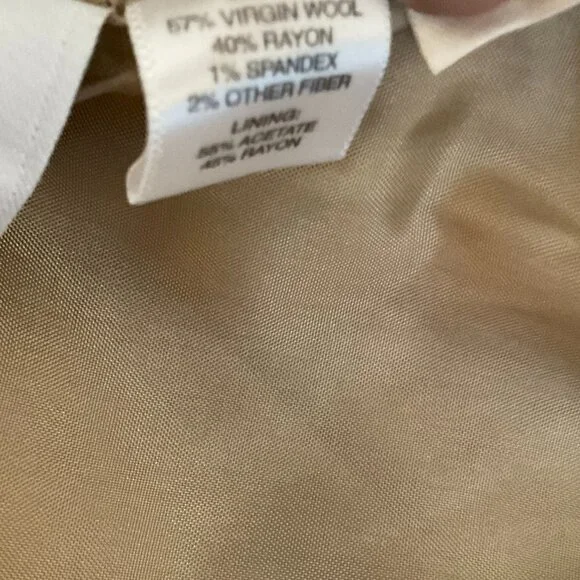 57% VIRGIN WOOL
40% RAYON
1% SPANDEX
2% OTHER FIBER
LINING:
55% ACETATE
45% RAYON